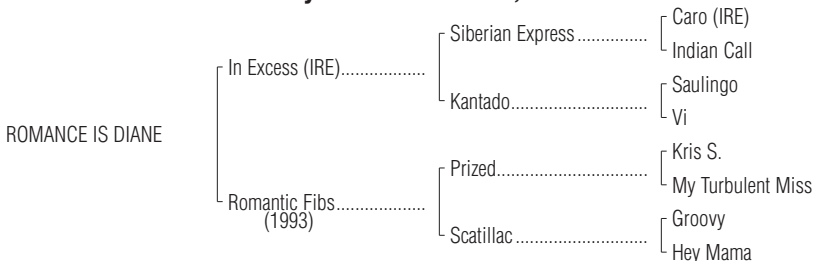 Siberian Express...............
Caro (IRE)
Indian Call
In Excess (IRE)..................
Kantado.............................
Saulingo
Vi
ROMANCE IS DIANE
Prized................................
Kris S.
My Turbulent Miss
Romantic Fibs...................
(1993)
Scatillac............................
Groovy
Hey Mama